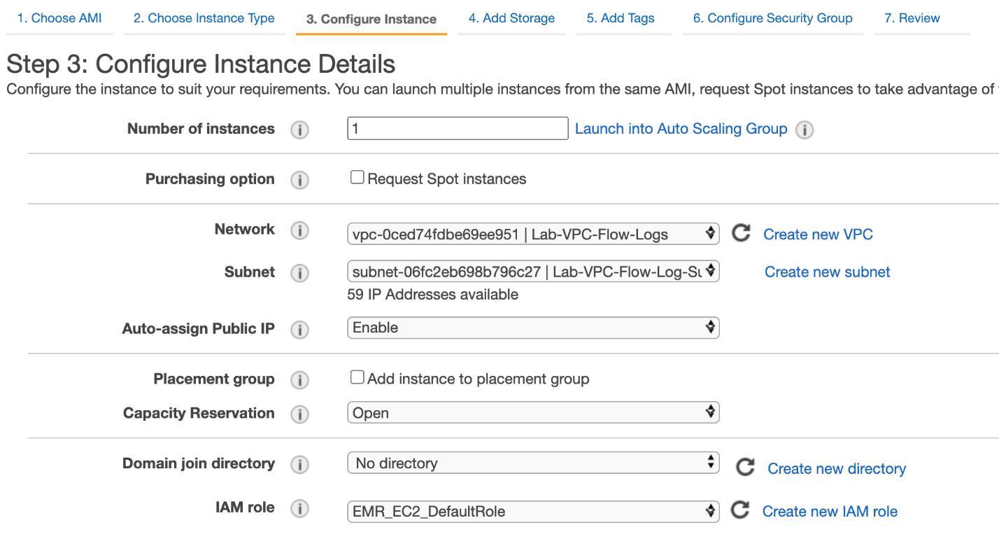 1. Choose AMI 2. Choose Instance Type 3. Configure Instance 4. Add Storage 5. Add Tags 6. Configure Security Group 7. Review
Step 3: Configure Instance Details
Configure the instance to suit your requirements. You can launch multiple instances from the same AMI, request Spot instances to take advantage of
Number of instances 1 Launch into Auto Scaling Group
Purchasing option Request Spot instances
Network vpc-0ced74fdbe69ee951 | Lab-VPC-Flow-Logs Create new VPC
Subnet subnet-06fc2eb698b796c27 | Lab-VPC-Flow-Log-Su Create new subnet
59 IP Addresses available
Auto-assign Public IP Enable
Placement group Add instance to placement group
Capacity Reservation Open
Domain join directory No directory Create new directory
IAM role EMR_EC2_DefaultRole Create new IAM role